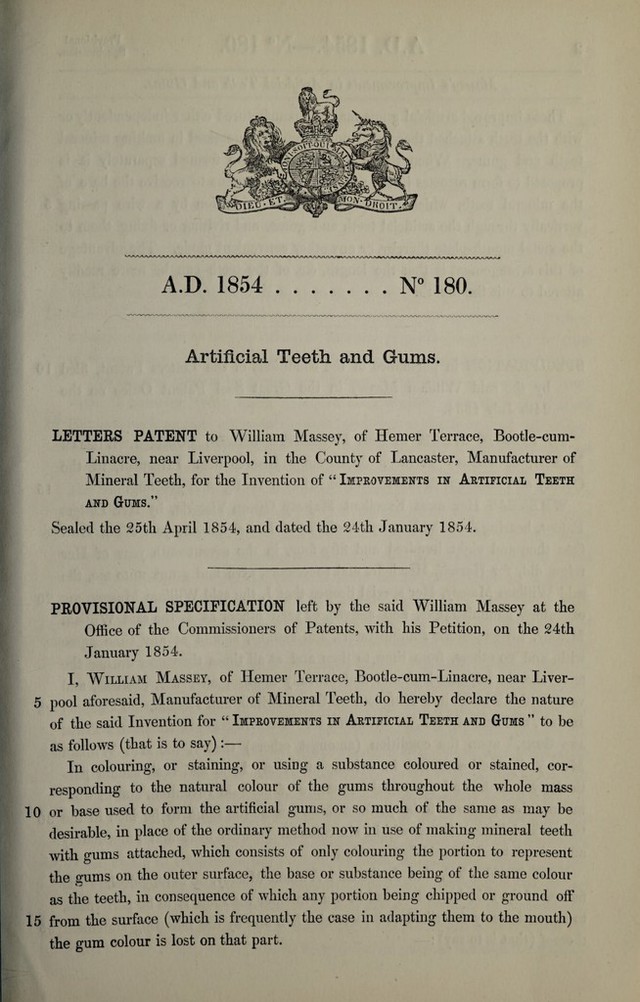 HONI SOIT QUI MAL
DIEU · ET · MON · DROIT ·
A.D. 1854 . . . . . . . N° 180.
Artificial Teeth and Gums.
LETTERS PATENT to William Massey, of Hemer Terrace, Bootle-cum-
Linacre, near Liverpool, in the County of Lancaster, Manufacturer of
Mineral Teeth, for the Invention of “ IMPROVEMENTS IN ARTIFICIAL TEETH
AND GUMS.”
Sealed the 25th April 1854, and dated the 24th January 1854.
PROVISIONAL SPECIFICATION left by the said William Massey at the
Office of the Commissioners of Patents, with his Petition, on the 24th
January 1854.
I, WILLIAM MASSEY, of Hemer Terrace, Bootle-cum-Linacre, near Liver-
5 pool aforesaid, Manufacturer of Mineral Teeth, do hereby declare the nature
of the said Invention for “ IMPROVEMENTS IN ARTIFICIAL TEETH AND GUMS ” to be
as follows (that is to say) :—
In colouring, or staining, or using a substance coloured or stained, cor-
responding to the natural colour of the gums throughout the whole mass
10 or base used to form the artificial gums, or so much of the same as may be
desirable, in place of the ordinary method now in use of making mineral teeth
with gums attached, which consists of only colouring the portion to represent
the gums on the outer surface, the base or substance being of the same colour
as the teeth, in consequence of which any portion being chipped or ground off
15 from the surface (which is frequently the case in adapting them to the mouth)
the gum colour is lost on that part.